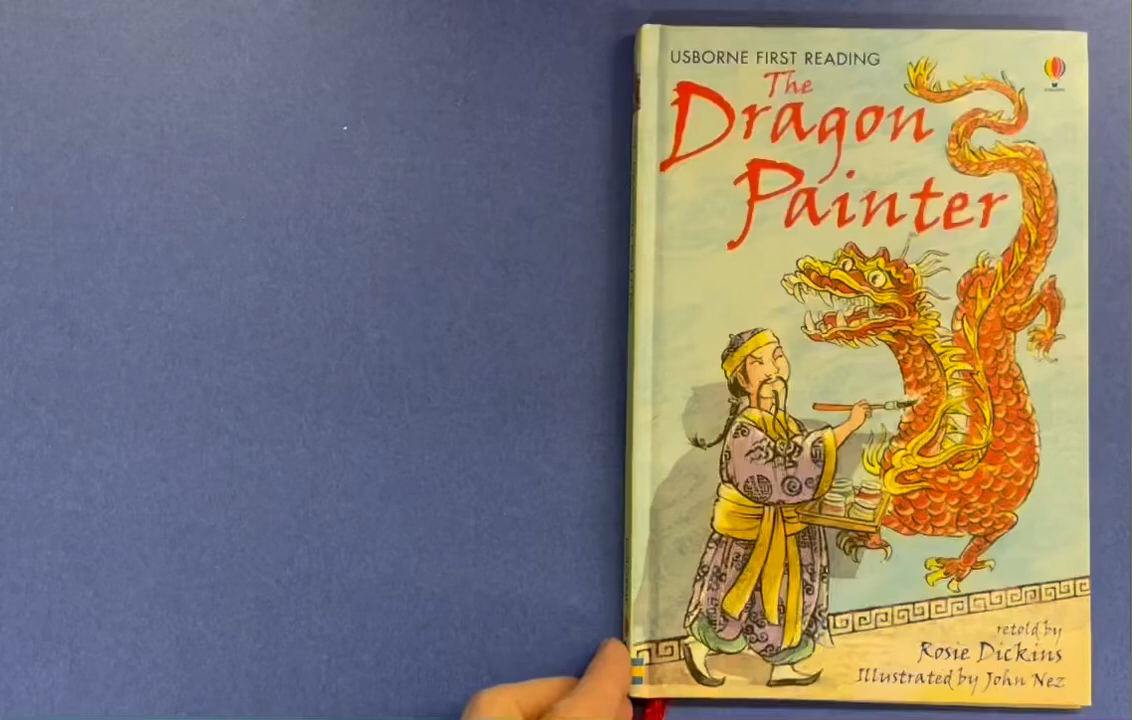 USBORNE FIRST READING
The
Dragon
Painter
retold by
Rosie Dickins
Illustrated by John Nez